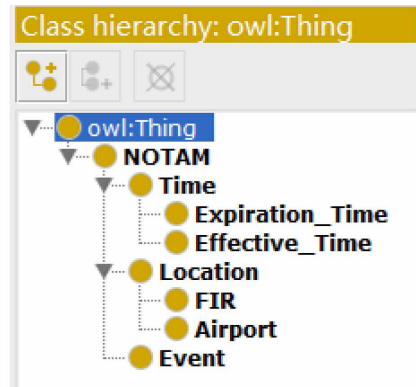 Class hierarchy: owl:Thing
owl:Thing
NOTAM
Time
Expiration_Time
Effective_Time
Location
FIR
Airport
Event